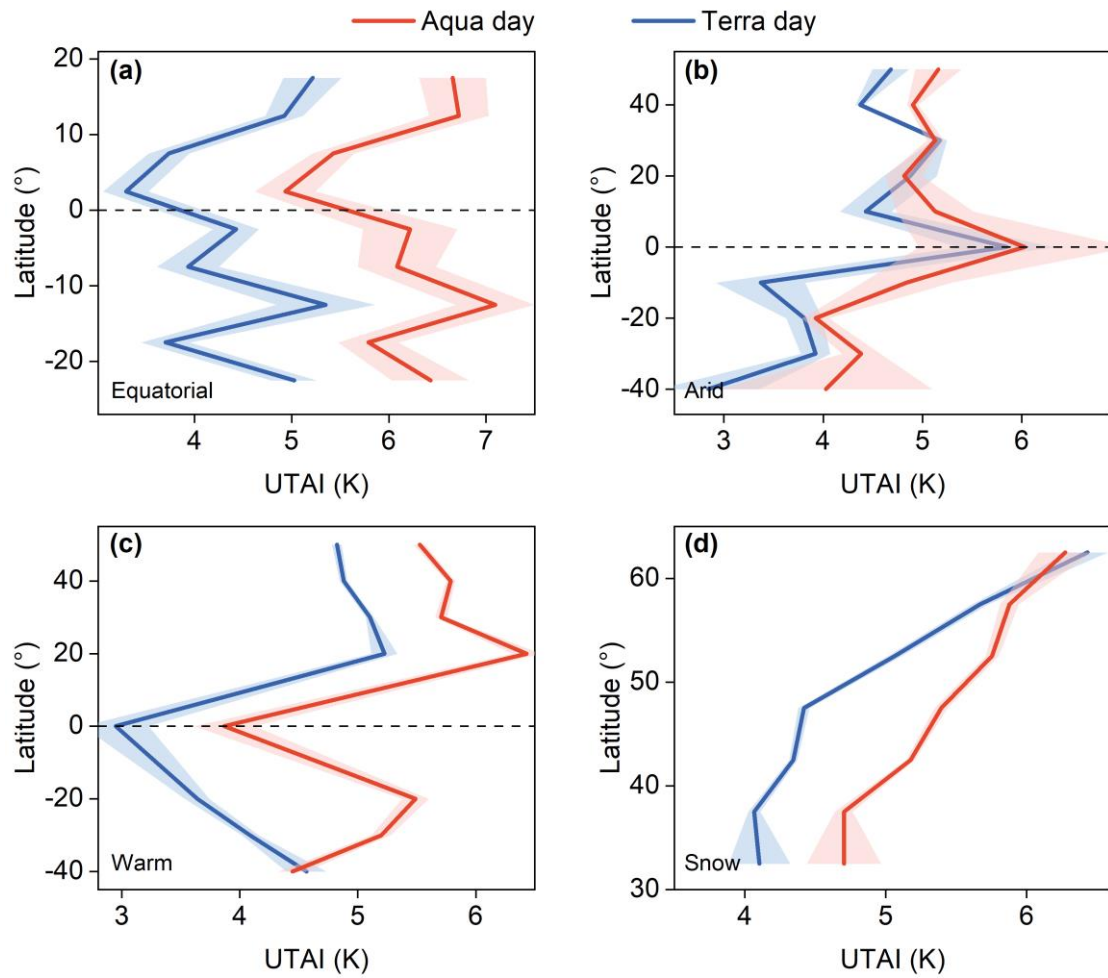 Aqua day Terra day
(a)
20
10
0
-10
-20
Latitude (°)
Equatorial
4 5 6 7
UTAI (K)
(b)
40
20
0
-20
-40
Latitude (°)
Arid
3 4 5 6
UTAI (K)
(c)
40
20
0
-20
-40
Latitude (°)
Warm
3 4 5 6
UTAI (K)
(d)
60
50
40
30
Latitude (°)
Snow
4 5 6
UTAI (K)